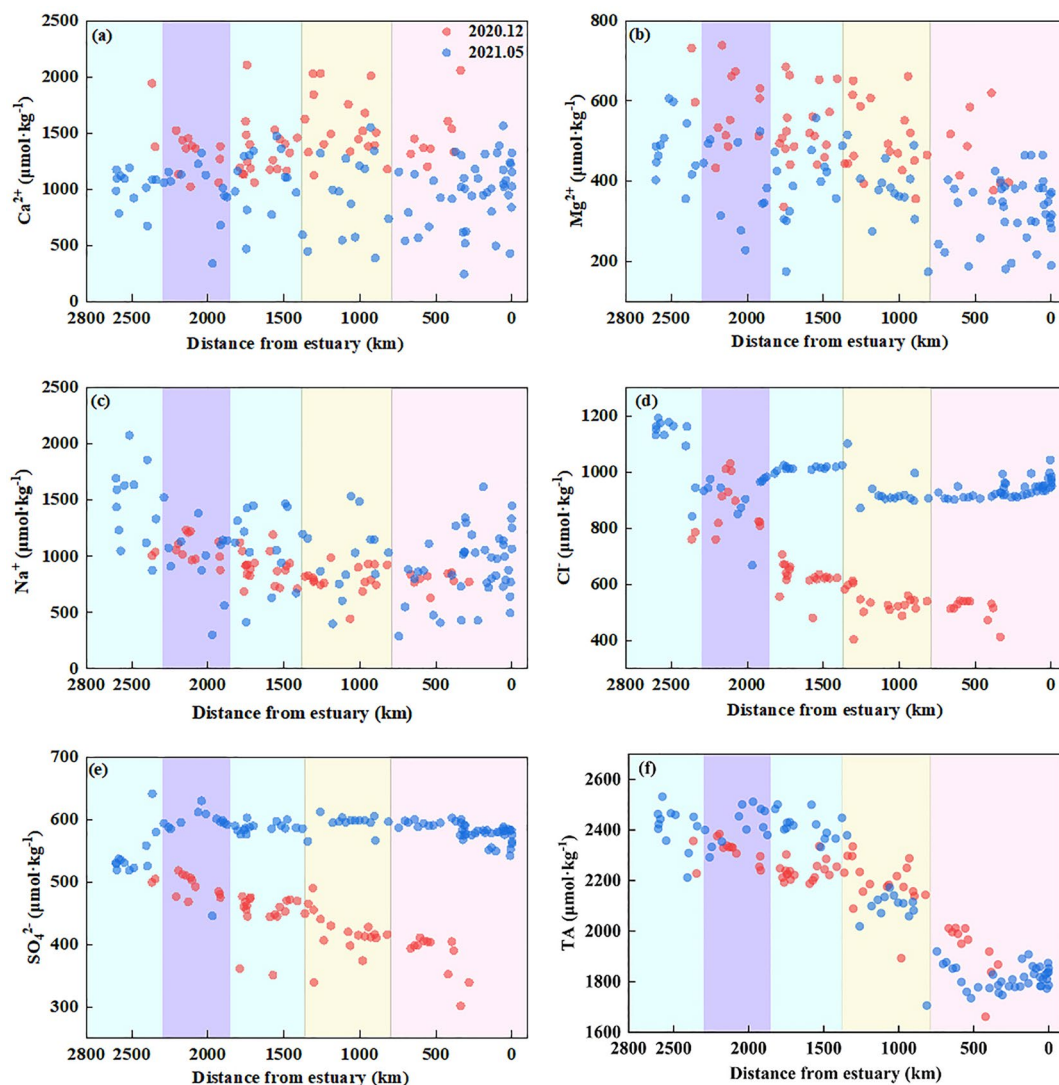 (a)
2020.12
2021.05
2500
2000
1500
1000
500
0
Ca²⁺ (μmol·kg⁻¹)
2800 2500 2000 1500 1000 500 0
Distance from estuary (km)
(b)
800
600
400
200
Mg²⁺ (μmol·kg⁻¹)
2800 2500 2000 1500 1000 500 0
Distance from estuary (km)
(c)
2500
2000
1500
1000
500
0
Na⁺ (μmol·kg⁻¹)
2800 2500 2000 1500 1000 500 0
Distance from estuary (km)
(d)
1200
1000
800
600
400
Cl⁻ (μmol·kg⁻¹)
2800 2500 2000 1500 1000 500 0
Distance from estuary (km)
(e)
700
600
500
400
300
SO₄²⁻ (μmol·kg⁻¹)
2800 2500 2000 1500 1000 500 0
Distance from estuary (km)
(f)
2600
2400
2200
2000
1800
1600
TA (μmol·kg⁻¹)
2800 2500 2000 1500 1000 500 0
Distance from estuary (km)